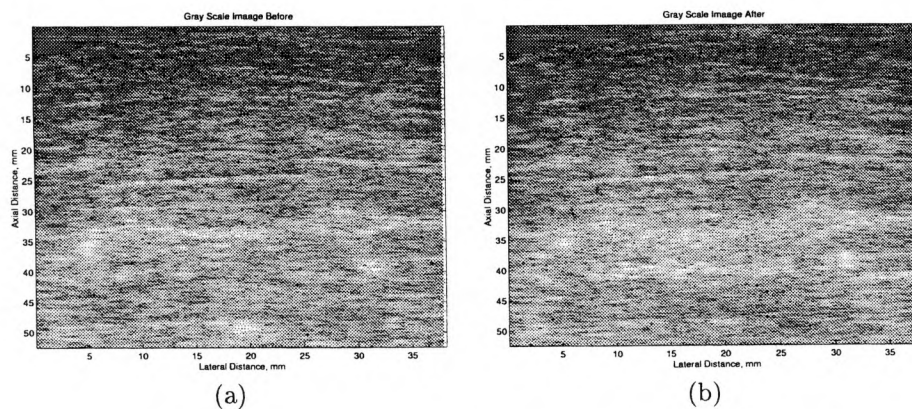 Gray Scale Imaage Before
5
10
15
20
25
30
35
40
45
50
Axial Distance, mm
5 10 15 20 25 30 35
Lateral Distance, mm
(a)
Gray Scale Imaage After
5
10
15
20
25
30
35
40
45
50
Axial Distance, mm
5 10 15 20 25 30 35
Lateral Distance, mm
(b)